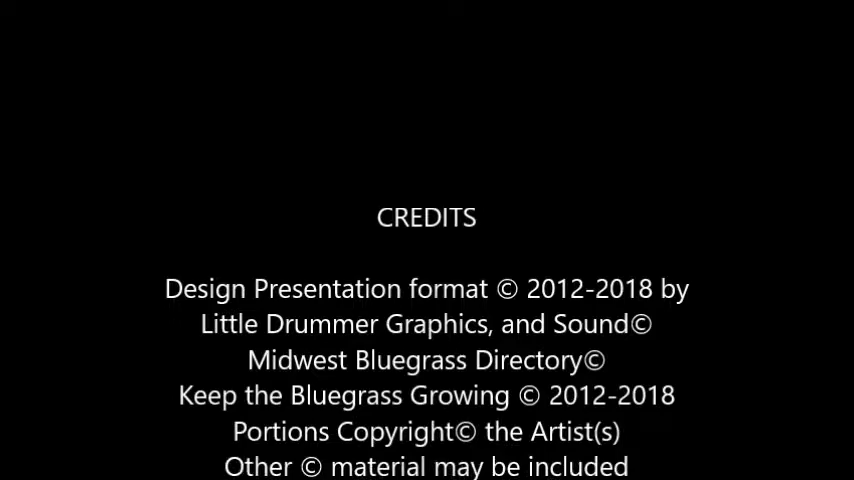 CREDITS
Design Presentation format © 2012-2018 by
Little Drummer Graphics, and Sound©
Midwest Bluegrass Directory©
Keep the Bluegrass Growing © 2012-2018
Portions Copyright© the Artist(s)
Other © material may be included